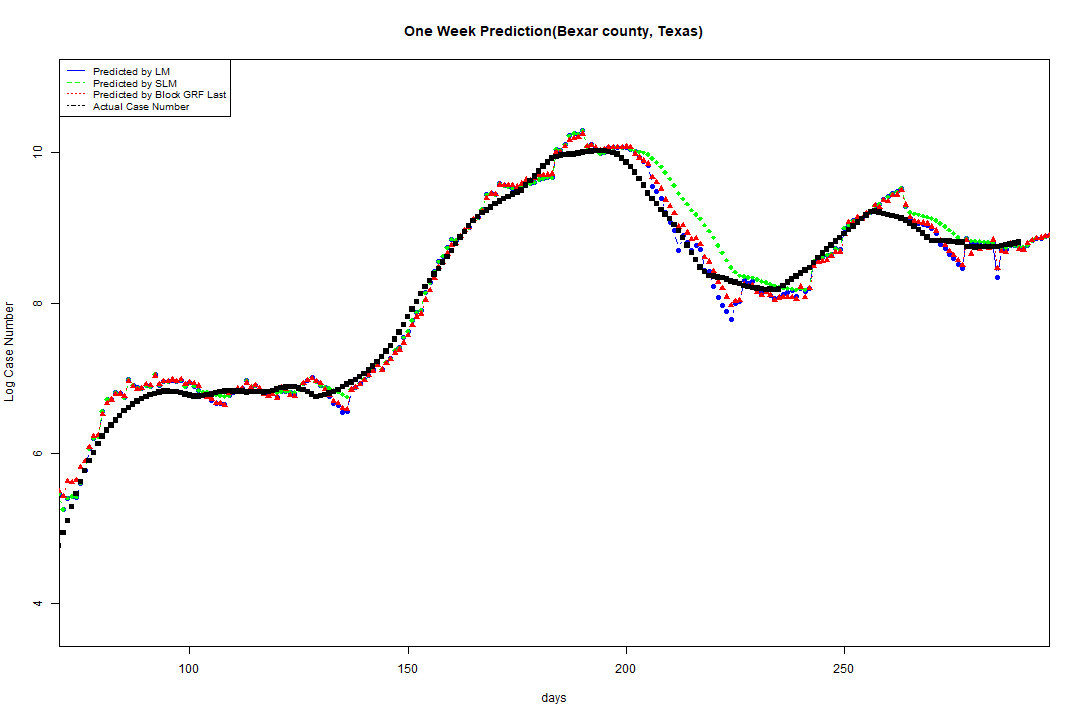 One Week Prediction(Bexar county, Texas)
Predicted by LM
Predicted by SLM
Predicted by Block GRF Last
Actual Case Number
10
8
6
4
Log Case Number
100 150 200 250
days